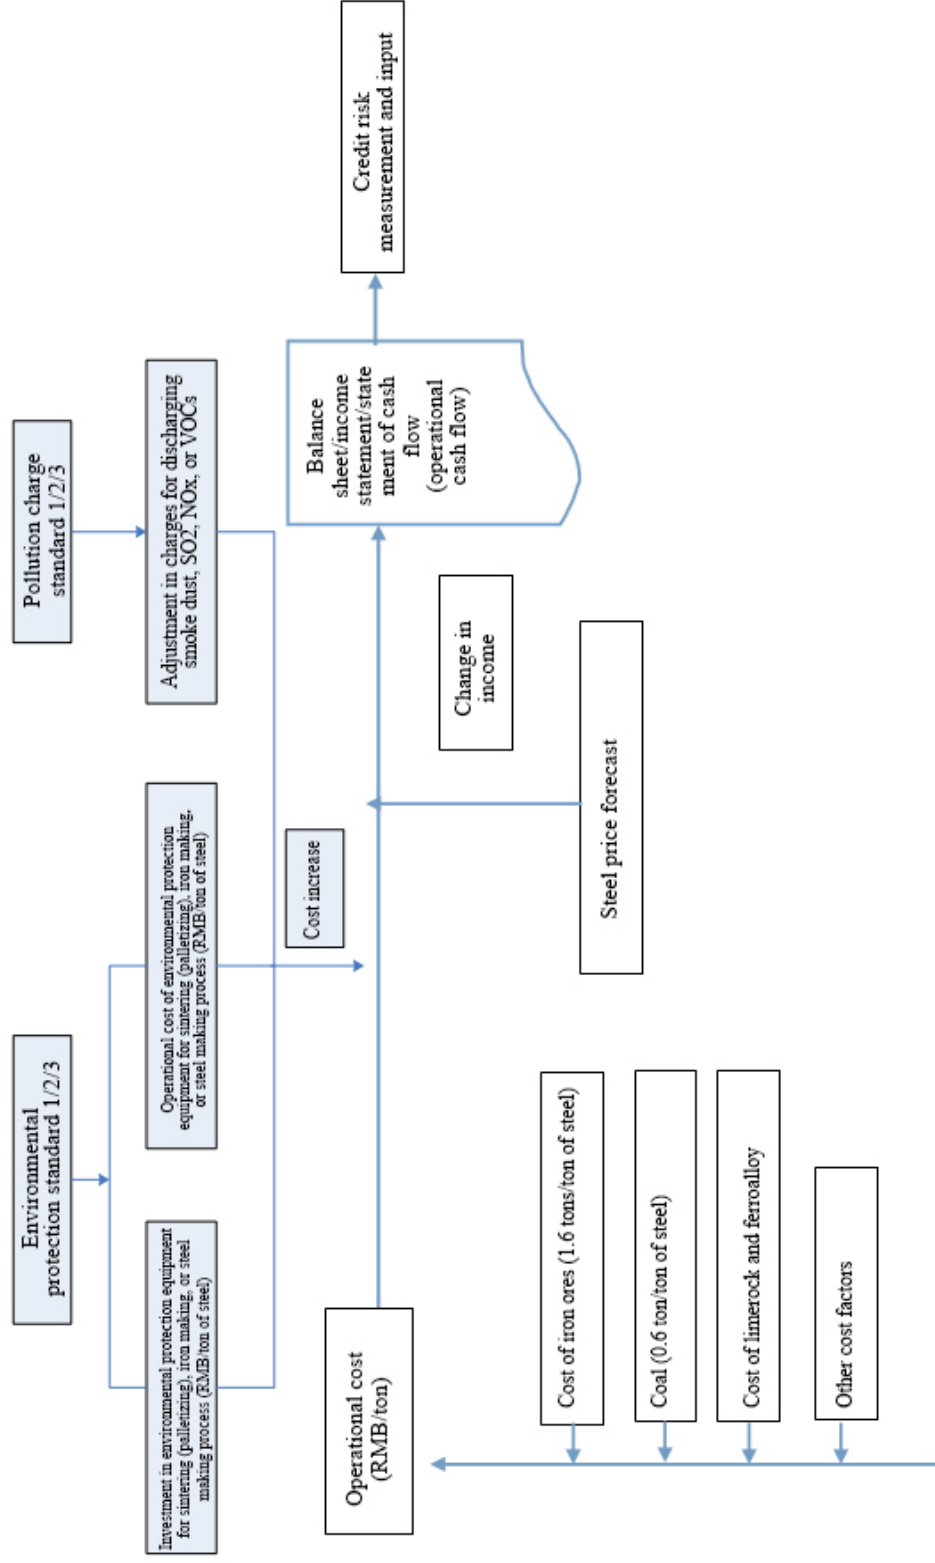 Environmental
protection standard 1/2/3
Pollution charge
standard 1/2/3
Investment in environmental protection equipment
for sintering (palletizing), iron making, or steel
making process (RMB/ton of steel)
Operational cost of environmental protection
equipment for sintering (palletizing), iron making,
or steel making process (RMB/ton of steel)
Adjustment in charges for discharging
smoke dust, SO2, NOx, or VOCs
Cost increase
Operational cost
(RMB/ton)
Balance
sheet/income
statement/state
ment of cash
flow
(operational
cash flow)
Credit risk
measurement and input
Change in
income
Steel price forecast
Cost of iron ores (1.6 tons/ton of steel)
Coal (0.6 ton/ton of steel)
Cost of limerock and ferroalloy
Other cost factors